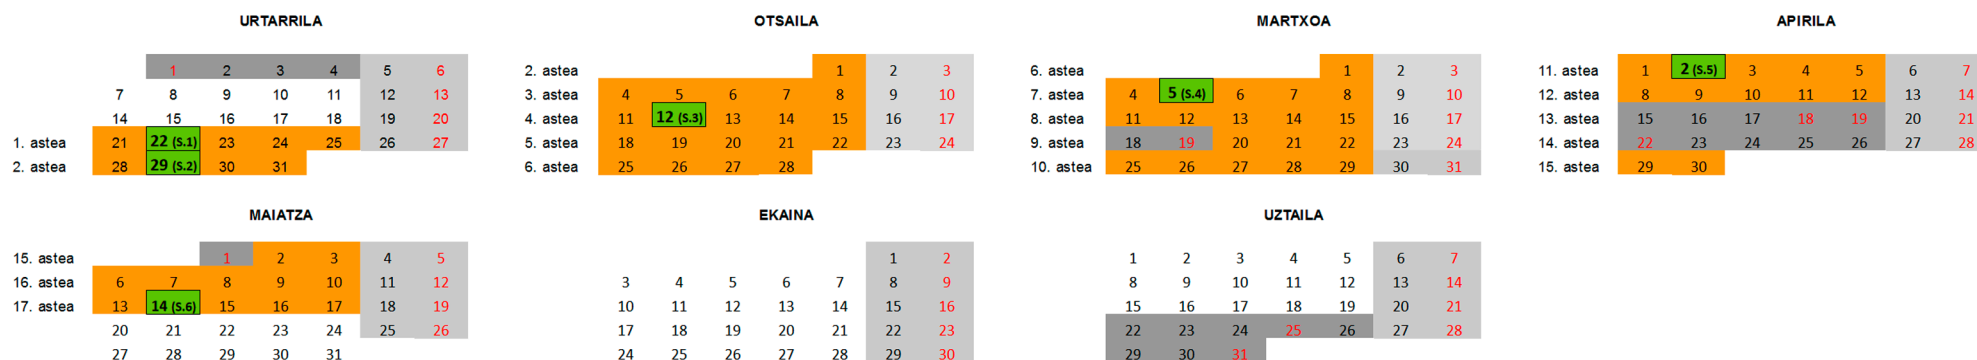 URTARRILA
1 2 3 4 5 6
7 8 9 10 11 12 13
14 15 16 17 18 19 20
1. astea 21 22 (S.1) 23 24 25 26 27
2. astea 28 29 (S.2) 30 31
OTSAILA
2. astea 1 2 3
3. astea 4 5 6 7 8 9 10
4. astea 11 12 (S.3) 13 14 15 16 17
5. astea 18 19 20 21 22 23 24
6. astea 25 26 27 28
MARTXOA
6. astea 1 2 3
7. astea 4 5 (S.4) 6 7 8 9 10
8. astea 11 12 13 14 15 16 17
9. astea 18 19 20 21 22 23 24
10. astea 25 26 27 28 29 30 31
APIRILA
11. astea 1 2 (S.5) 3 4 5 6 7
12. astea 8 9 10 11 12 13 14
13. astea 15 16 17 18 19 20 21
14. astea 22 23 24 25 26 27 28
15. astea 29 30
MAIATZA
15. astea 1 2 3 4 5
16. astea 6 7 8 9 10 11 12
17. astea 13 14 (S.6) 15 16 17 18 19
20 21 22 23 24 25 26
27 28 29 30 31
EKAINA
1 2
3 4 5 6 7 8 9
10 11 12 13 14 15 16
17 18 19 20 21 22 23
24 25 26 27 28 29 30
UZTAILA
1 2 3 4 5 6 7
8 9 10 11 12 13 14
15 16 17 18 19 20 21
22 23 24 25 26 27 28
29 30 31